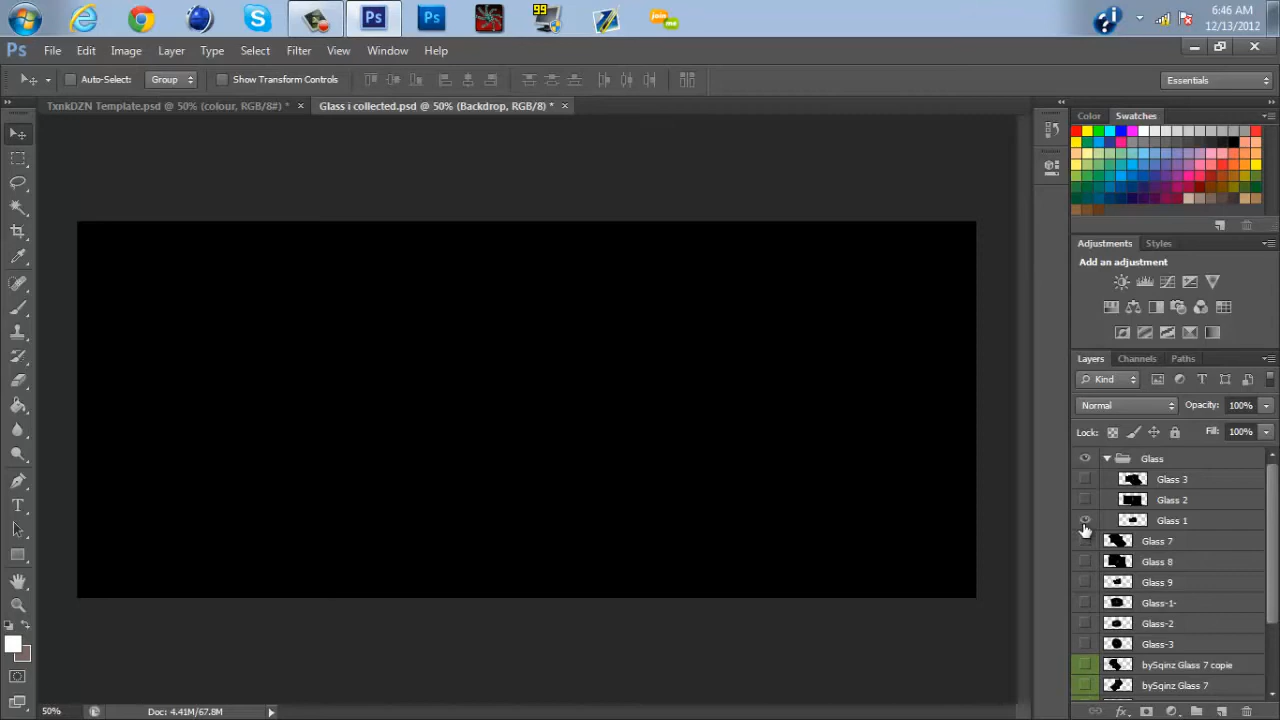 99
join
me
6:46 AM
12/13/2012
Ps
File Edit Image Layer Type Select Filter View Window Help
Auto-Select: Group Show Transform Controls Essentials
TxnkDZN Template.psd @ 50% (colour, RGB/8#) * × Glass i collected.psd @ 50% (Backdrop, RGB/8) * ×
Color Swatches
Adjustments Styles
Add an adjustment
Layers Channels Paths
Kind
Normal Opacity: 100%
Lock: Fill: 100%
Glass
Glass 3
Glass 2
Glass 1
Glass 7
Glass 8
Glass 9
Glass-1-
Glass-2
Glass-3
bySqinz Glass 7 copie
bySqinz Glass 7
50% Doc: 4.41M/67.8M